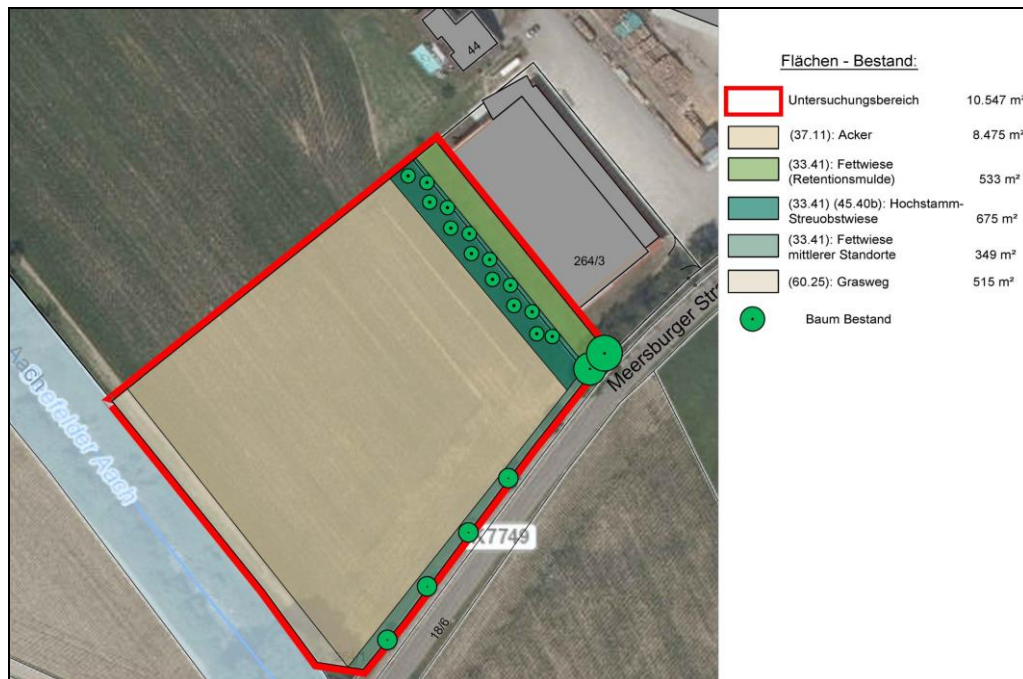 Flächen - Bestand:
Untersuchungsbereich 10.547 m²
(37.11): Acker 8.475 m²
(33.41): Fettwiese
(Retentionsmulde) 533 m²
(33.41) (45.40b): Hochstamm-
Streuobstwiese 675 m²
(33.41): Fettwiese
mittlerer Standorte 349 m²
(60.25): Grasweg 515 m²
Baum Bestand
44
264/3
Meersburger Str
Aachefelder Aach
K7749
18/6